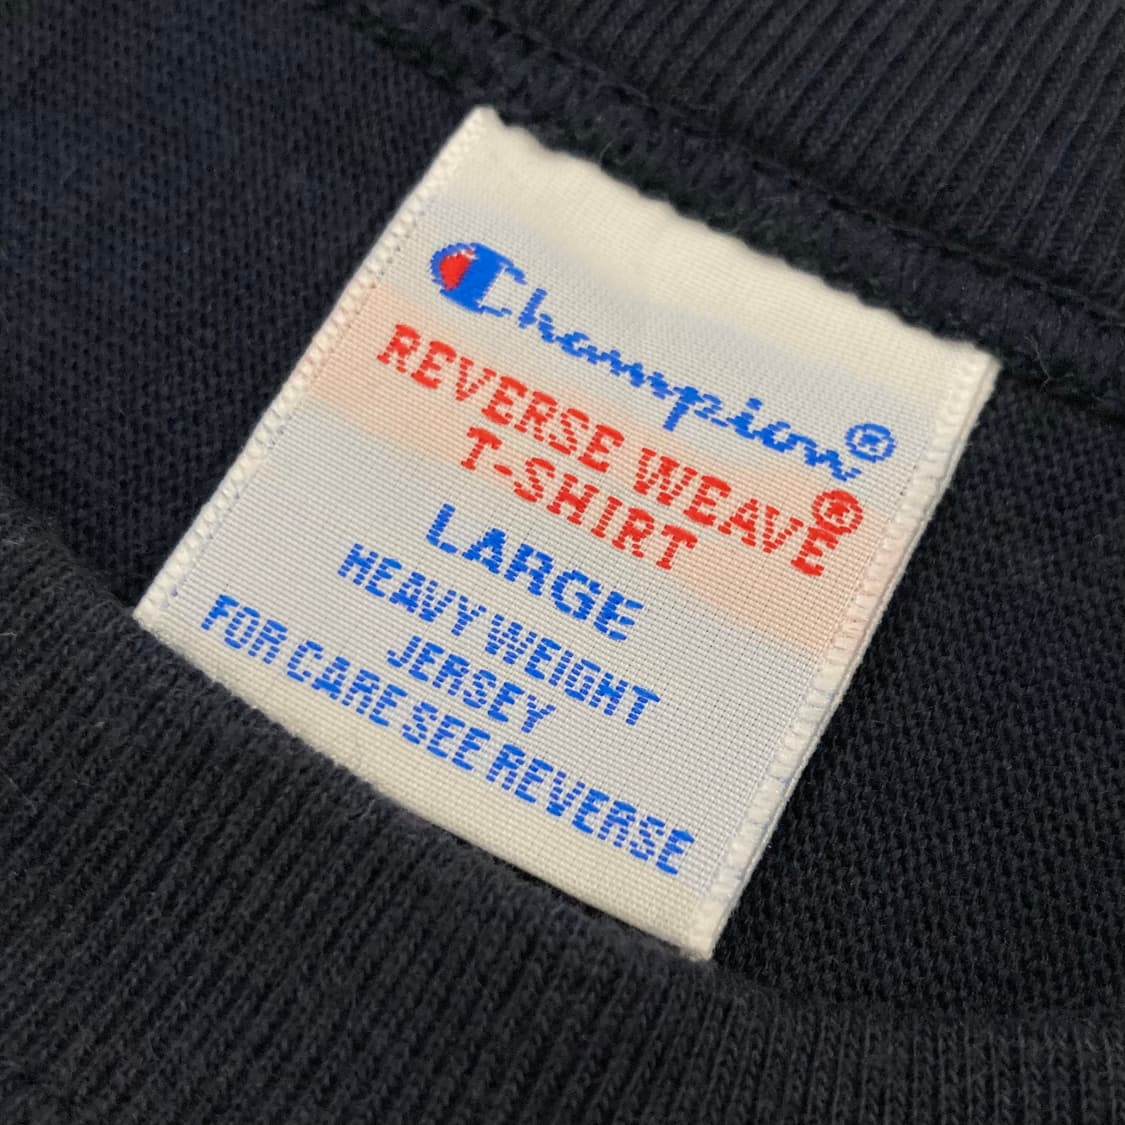 Champion®
REVERSE WEAVE®
T-SHIRT
LARGE
HEAVY WEIGHT
JERSEY
FOR CARE SEE REVERSE